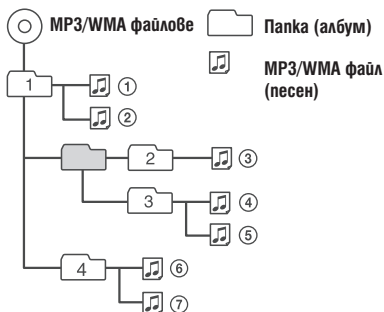 MP3/WMA файлове
Папка (албум)
MP3/WMA файл
(песен)
1
①
②
2
③
3
④
⑤
4
⑥
⑦